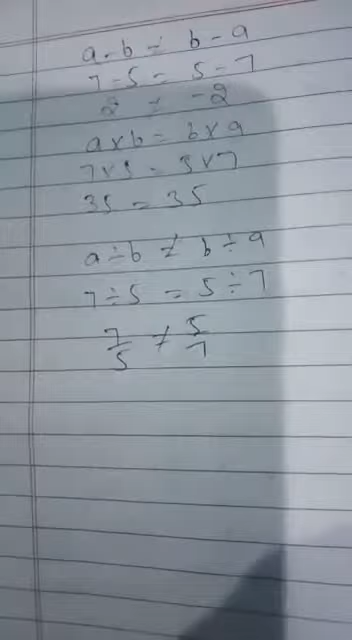 a - b ≠ b - a
7 - 5 = 5 - 7
2 ≠ -2
a × b = b × a
7 × 5 = 5 × 7
35 = 35
a ÷ b ≠ b ÷ a
7 ÷ 5 = 5 ÷ 7
7/5 ≠ 5/7